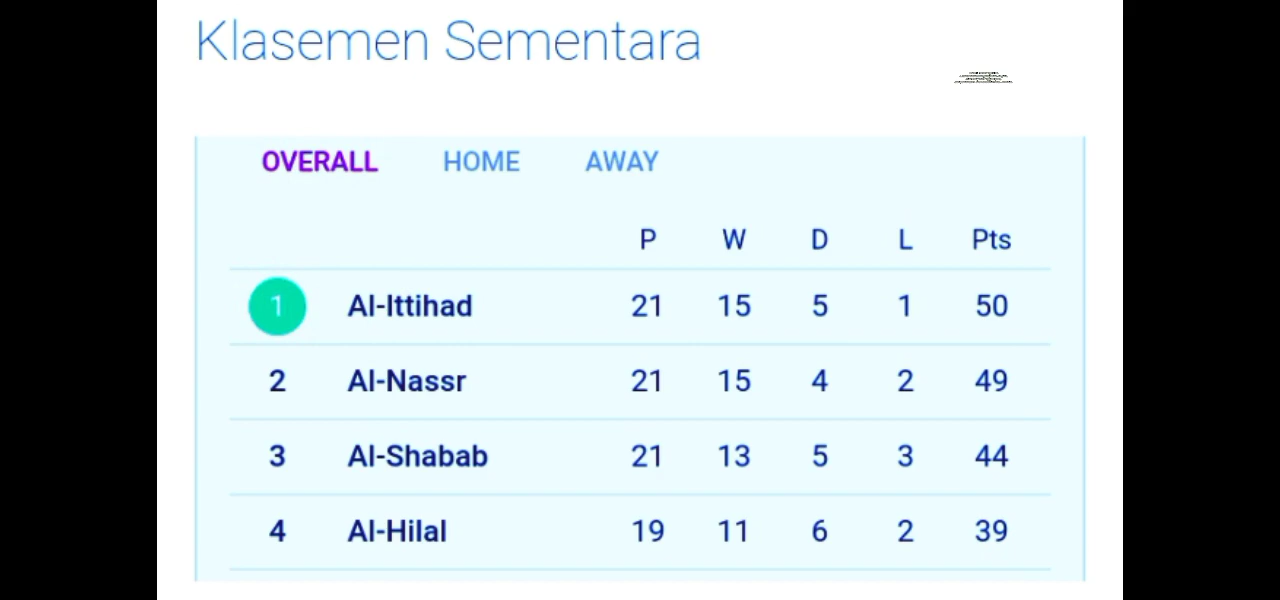 Klasemen Sementara
OVERALL HOME AWAY
P W D L Pts
1 Al-Ittihad 21 15 5 1 50
2 Al-Nassr 21 15 4 2 49
3 Al-Shabab 21 13 5 3 44
4 Al-Hilal 19 11 6 2 39